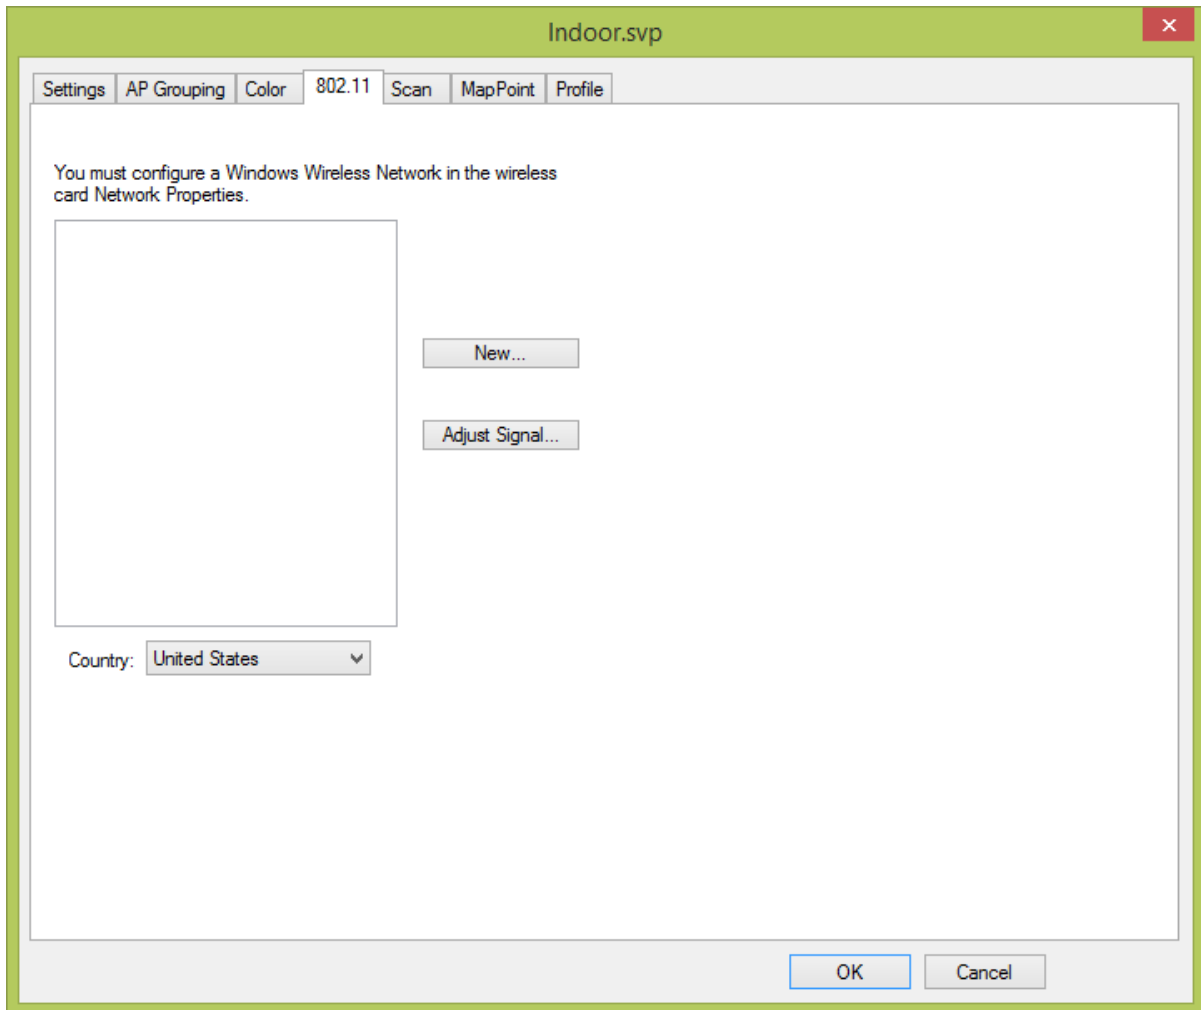 Indoor.svp
Settings AP Grouping Color 802.11 Scan MapPoint Profile
You must configure a Windows Wireless Network in the wireless
card Network Properties.
New...
Adjust Signal...
Country: United States
OK Cancel